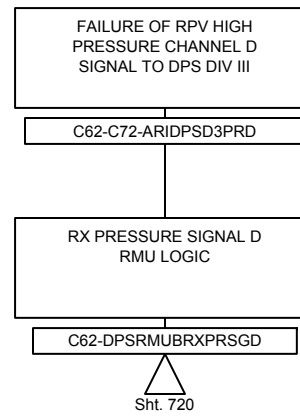 FAILURE OF RPV HIGH
PRESSURE CHANNEL D
SIGNAL TO DPS DIV III
C62-C72-ARIDPSD3PRD
RX PRESSURE SIGNAL D
RMU LOGIC
C62-DPSRMUBRXPRSGD
Sht. 720